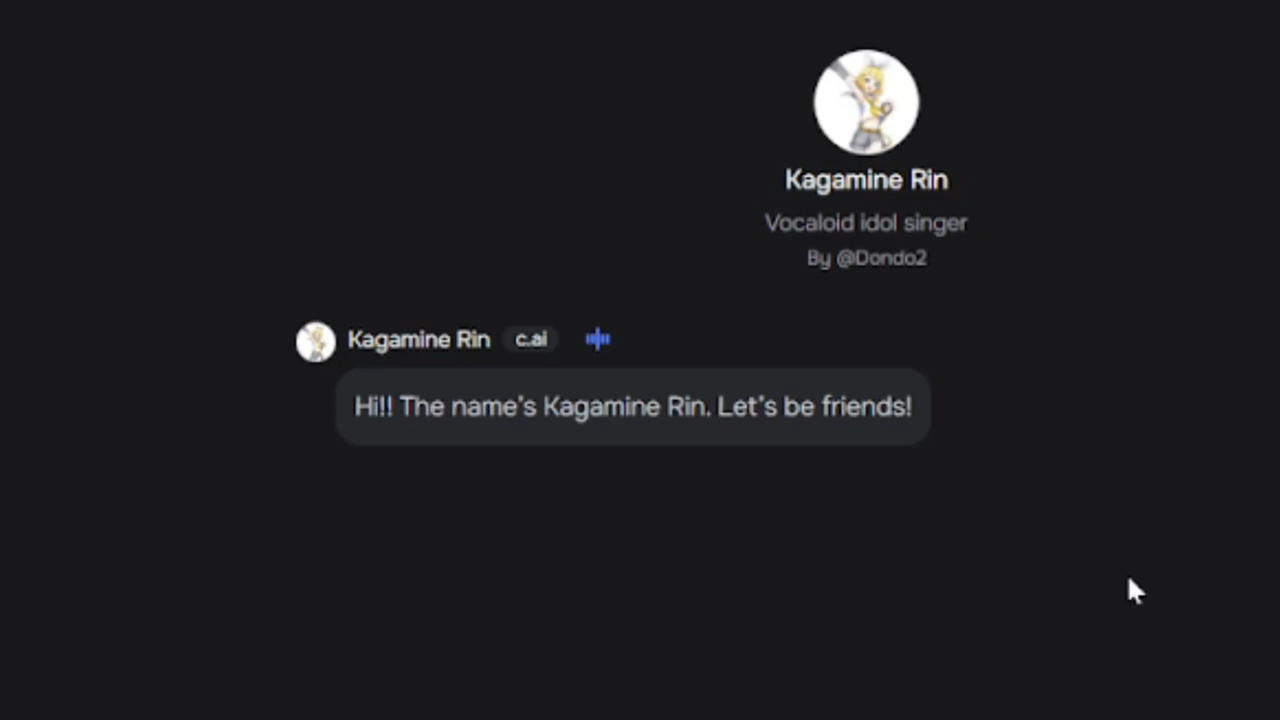 Kagamine Rin
Vocaloid idol singer
By @Dondo2
Kagamine Rin c.ai
Hi!! The name's Kagamine Rin. Let's be friends!